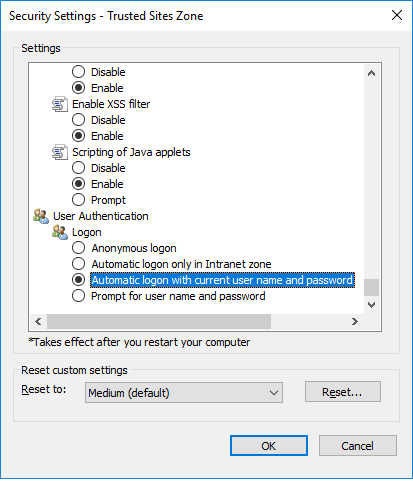 Security Settings - Trusted Sites Zone
Settings
Disable
Enable
Enable XSS filter
Disable
Enable
Scripting of Java applets
Disable
Enable
Prompt
User Authentication
Logon
Anonymous logon
Automatic logon only in Intranet zone
Automatic logon with current user name and password
Prompt for user name and password
*Takes effect after you restart your computer
Reset custom settings
Reset to: Medium (default) Reset...
OK Cancel